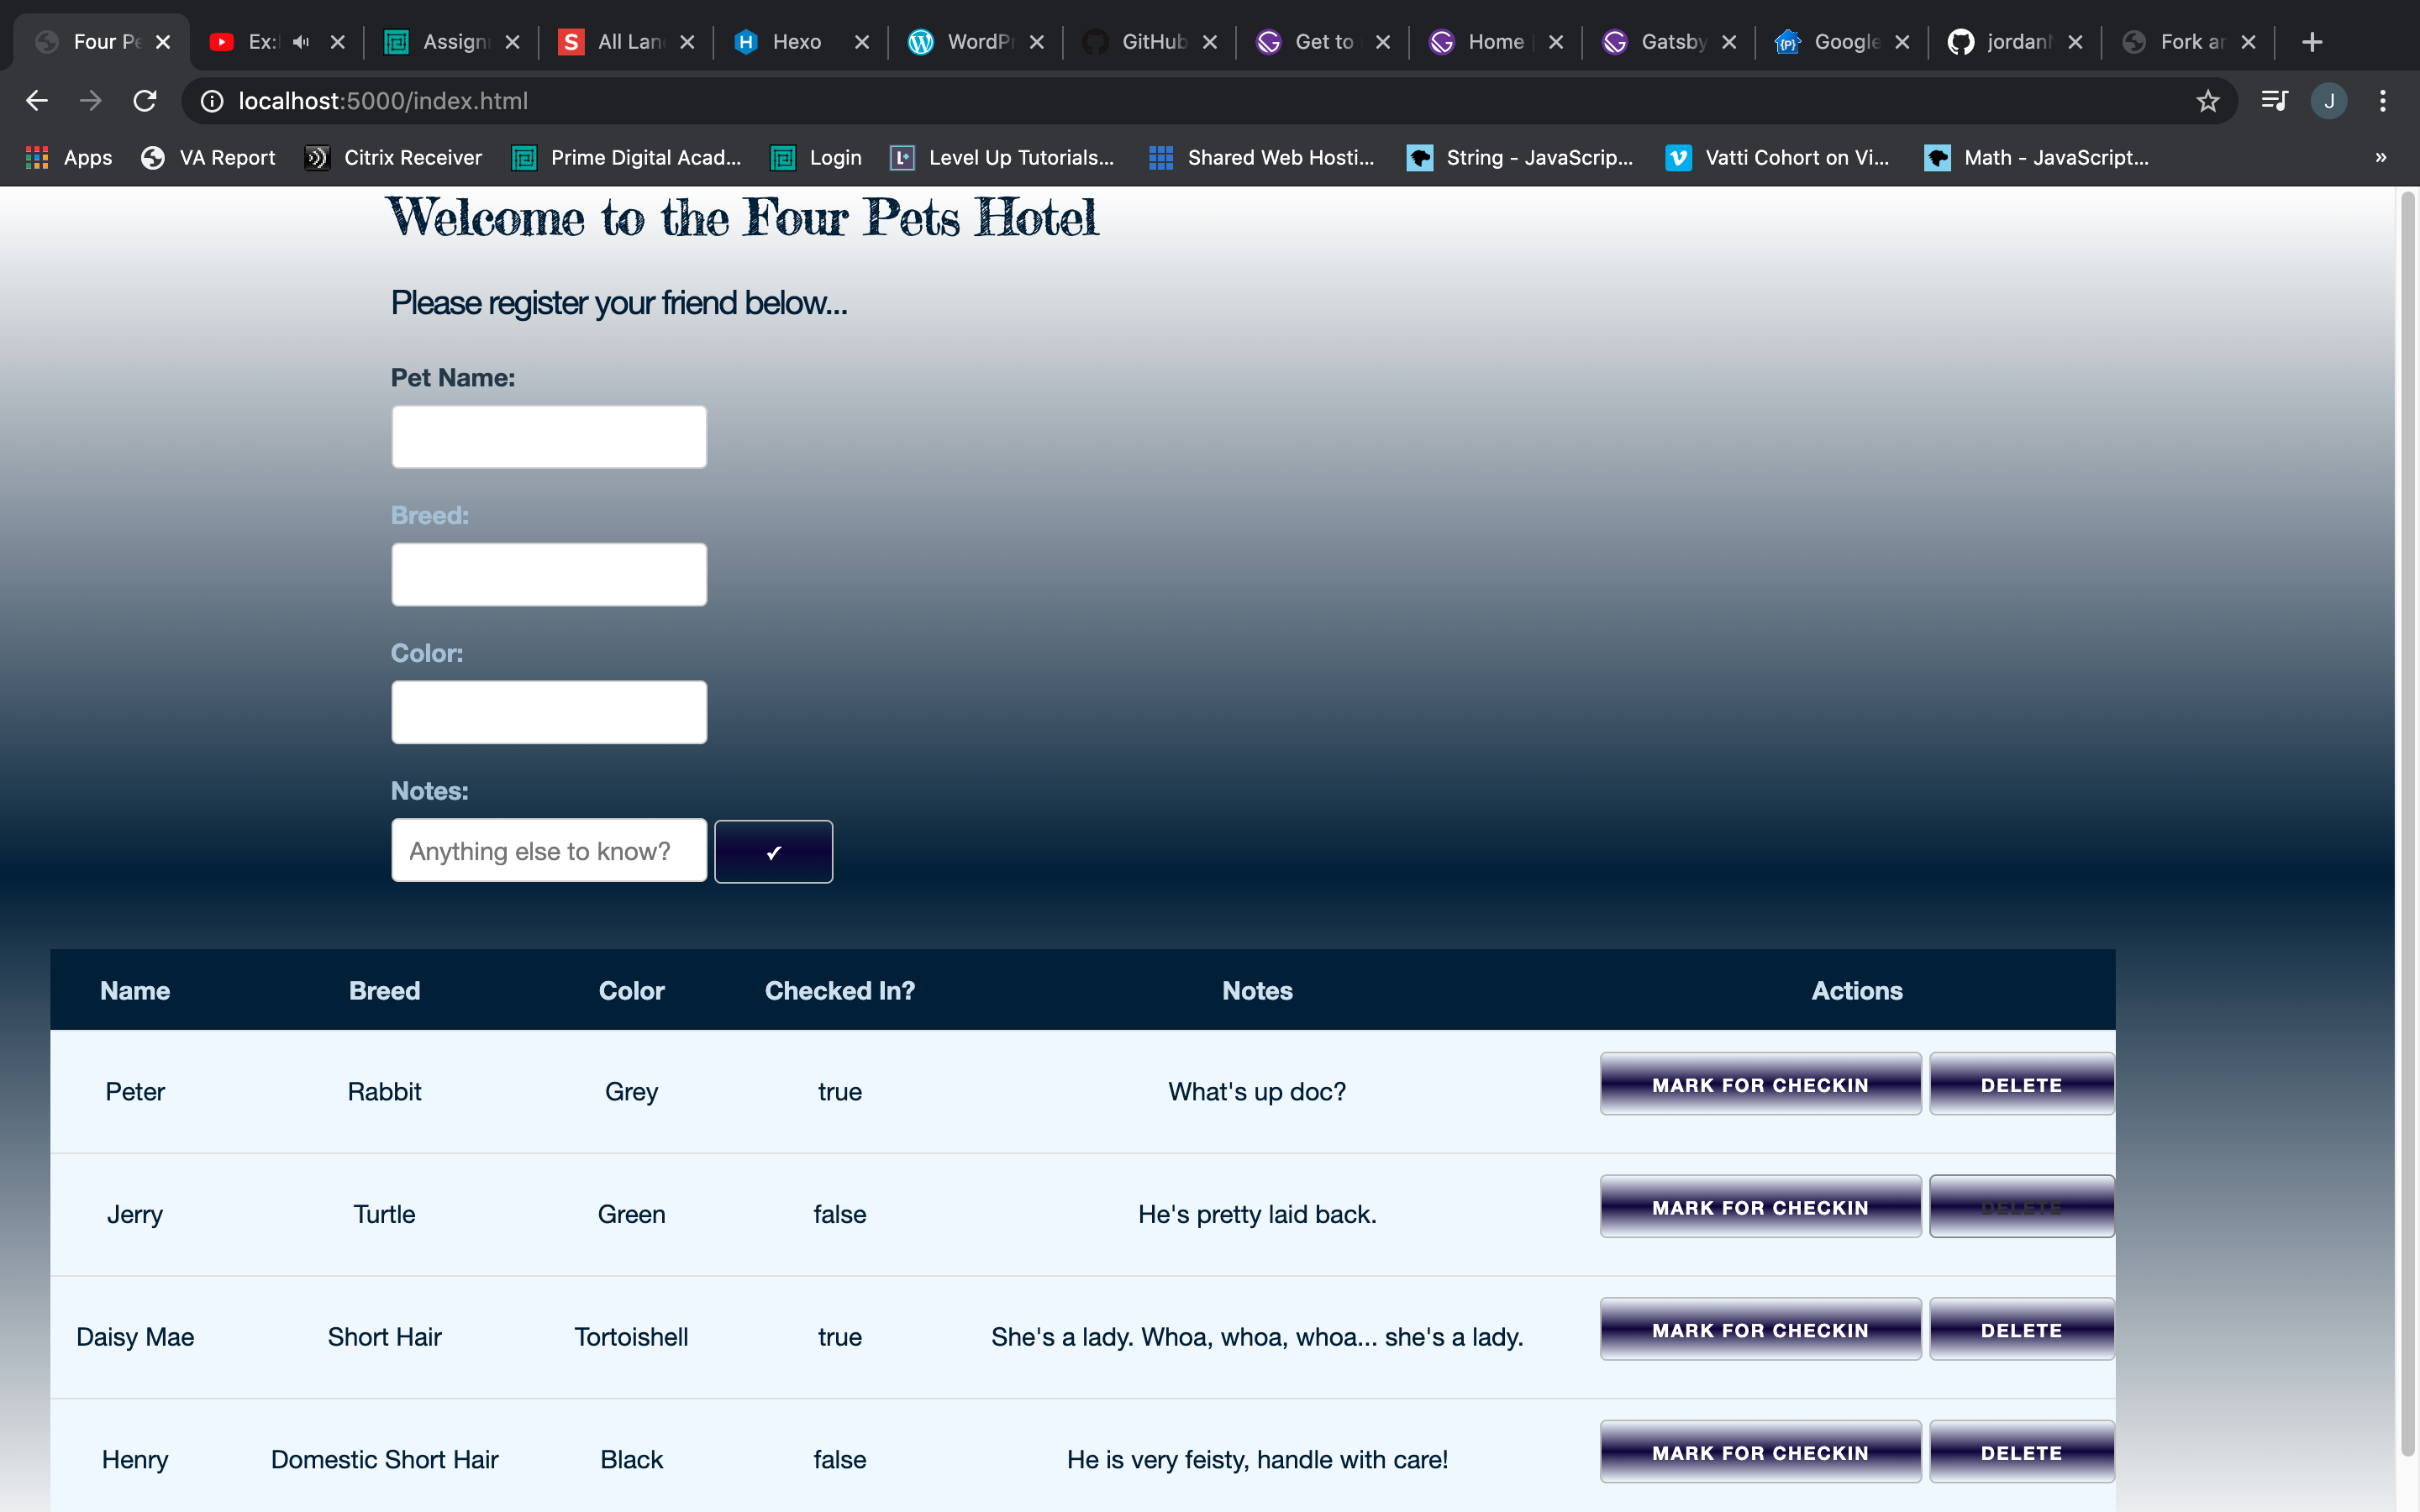 Four Pe Ex: Assignr All Lan Hexo WordPr GitHub Get to Home Gatsby Google jordanN Fork an
localhost:5000/index.html J
Apps VA Report Citrix Receiver Prime Digital Acad... Login Level Up Tutorials... Shared Web Hosti... String - JavaScrip... Vatti Cohort on Vi... Math - JavaScript... »
Welcome to the Four Pets Hotel
Please register your friend below...
Pet Name:
Breed:
Color:
Notes:
Anything else to know? ✓
Name Breed Color Checked In? Notes Actions
Peter Rabbit Grey true What's up doc? MARK FOR CHECKIN DELETE
Jerry Turtle Green false He's pretty laid back. MARK FOR CHECKIN DELETE
Daisy Mae Short Hair Tortoishell true She's a lady. Whoa, whoa, whoa... she's a lady. MARK FOR CHECKIN DELETE
Henry Domestic Short Hair Black false He is very feisty, handle with care! MARK FOR CHECKIN DELETE